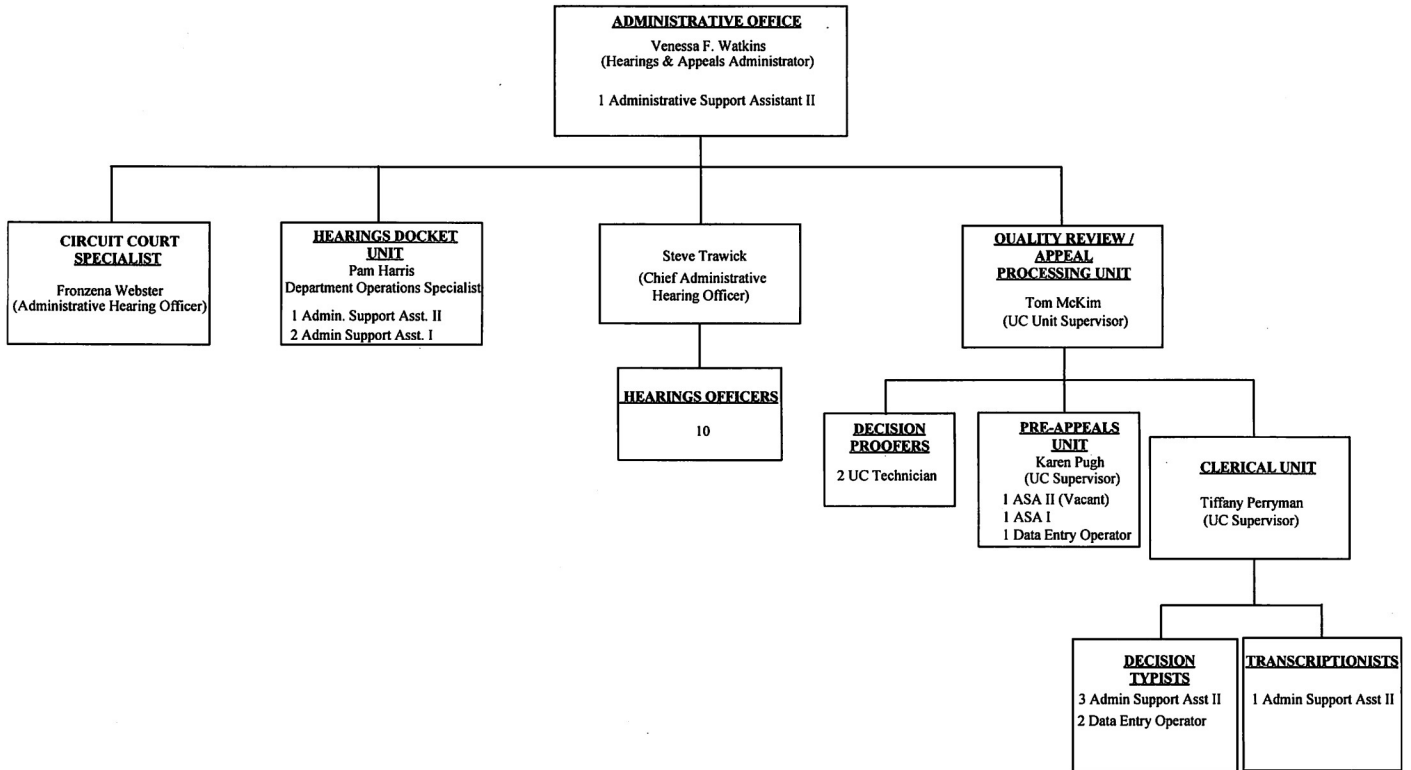 ADMINISTRATIVE OFFICE
Venessa F. Watkins
(Hearings & Appeals Administrator)
1 Administrative Support Assistant II
CIRCUIT COURT
SPECIALIST
Fronzena Webster
(Administrative Hearing Officer)
HEARINGS DOCKET
UNIT
Pam Harris
Department Operations Specialist
1 Admin. Support Asst. II
2 Admin Support Asst. I
Steve Trawick
(Chief Administrative
Hearing Officer)
HEARINGS OFFICERS
10
QUALITY REVIEW /
APPEAL
PROCESSING UNIT
Tom McKim
(UC Unit Supervisor)
DECISION
PROOFERS
2 UC Technician
PRE-APPEALS
UNIT
Karen Pugh
(UC Supervisor)
1 ASA II (Vacant)
1 ASA I
1 Data Entry Operator
CLERICAL UNIT
Tiffany Perryman
(UC Supervisor)
DECISION
TYPISTS
3 Admin Support Asst II
2 Data Entry Operator
TRANSCRIPTIONISTS
1 Admin Support Asst II